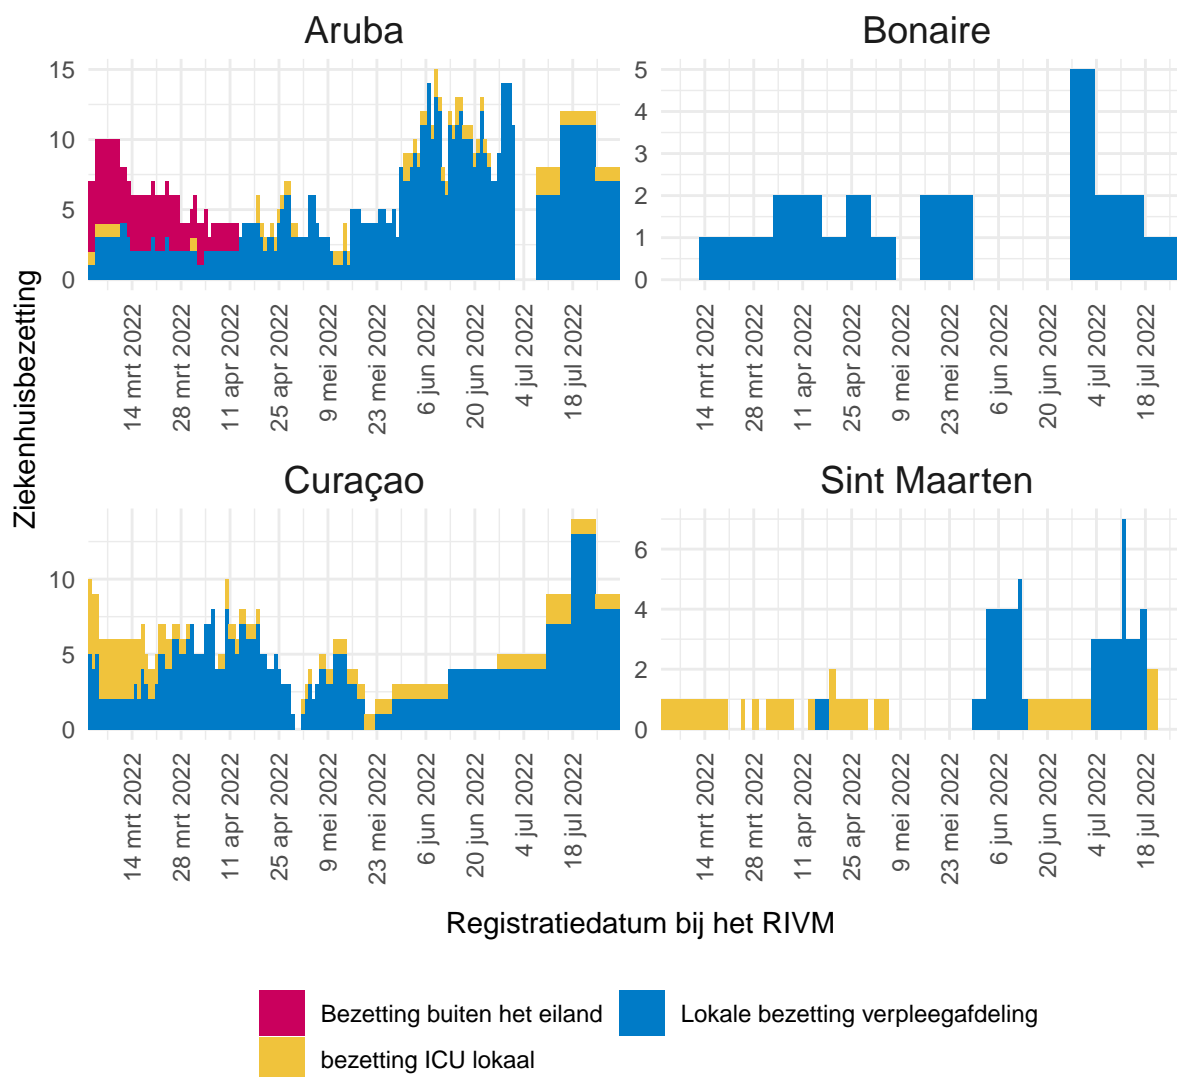 Aruba
Bonaire
15
10
5
0
5
4
3
2
1
0
14 mrt 2022
28 mrt 2022
11 apr 2022
25 apr 2022
9 mei 2022
23 mei 2022
6 jun 2022
20 jun 2022
4 jul 2022
18 jul 2022
14 mrt 2022
28 mrt 2022
11 apr 2022
25 apr 2022
9 mei 2022
23 mei 2022
6 jun 2022
20 jun 2022
4 jul 2022
18 jul 2022
Ziekenhuisbezetting
Curaçao
Sint Maarten
10
5
0
6
4
2
0
14 mrt 2022
28 mrt 2022
11 apr 2022
25 apr 2022
9 mei 2022
23 mei 2022
6 jun 2022
20 jun 2022
4 jul 2022
18 jul 2022
14 mrt 2022
28 mrt 2022
11 apr 2022
25 apr 2022
9 mei 2022
23 mei 2022
6 jun 2022
20 jun 2022
4 jul 2022
18 jul 2022
Registratiedatum bij het RIVM
Bezetting buiten het eiland
Lokale bezetting verpleegafdeling
bezetting ICU lokaal